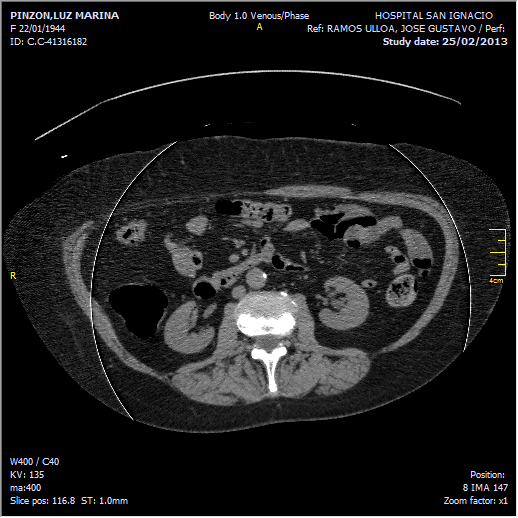 PINZON,LUZ MARINA
F 22/01/1944
ID: C.C-41316182
Body 1.0 Venous/Phase
A
HOSPITAL SAN IGNACIO
Ref: RAMOS ULLOA, JOSE GUSTAVO / Perf:
Study date: 25/02/2013
R
4cm
W400 / C40
KV: 135
ma:400
Slice pos: 116.8 ST: 1.0mm
Position:
8 IMA 147
Zoom factor: x1